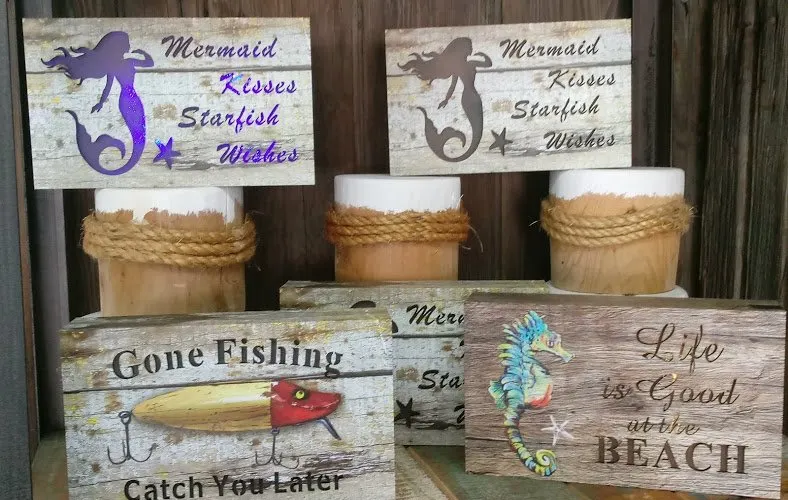 Mermaid
Kisses
Starfish
Wishes
Mermaid
Kisses
Starfish
Wishes
Gone Fishing
Catch You Later
Life
is Good
at the
BEACH